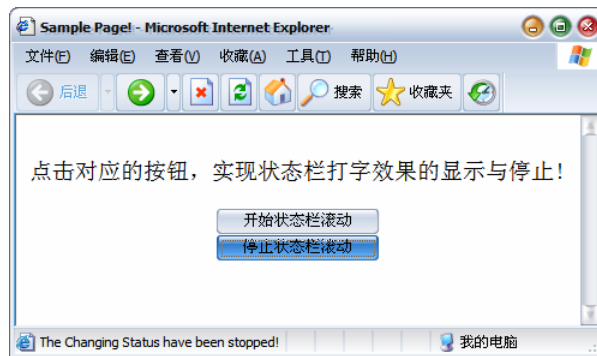 Sample Page! - Microsoft Internet Explorer
文件(F) 编辑(E) 查看(V) 收藏(A) 工具(T) 帮助(H)
后退 搜索 收藏夹
点击对应的按钮，实现状态栏打字效果的显示与停止！
开始状态栏滚动
停止状态栏滚动
The Changing Status have been stopped! 我的电脑